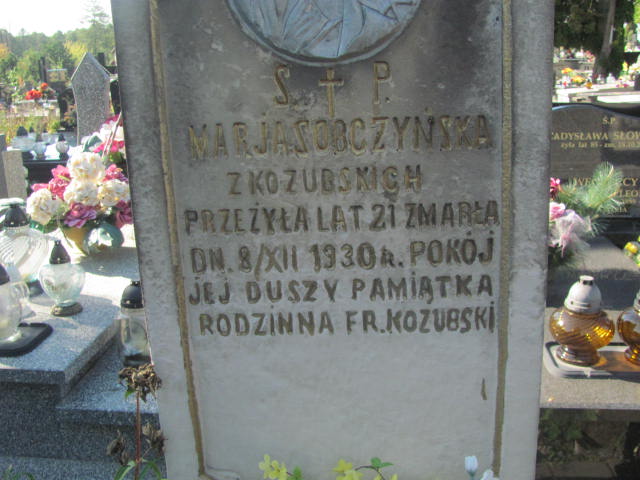 Ś. P.
MARJA SOBCZYŃSKA
Z KOZUBSKICH
PRZEŻYŁA LAT 21 ZMARŁA
DN. 8/XII 1930 R. POKÓJ
JEJ DUSZY PAMIĄTKA
RODZINNA FR. KOZUBSKI
Ś.P.